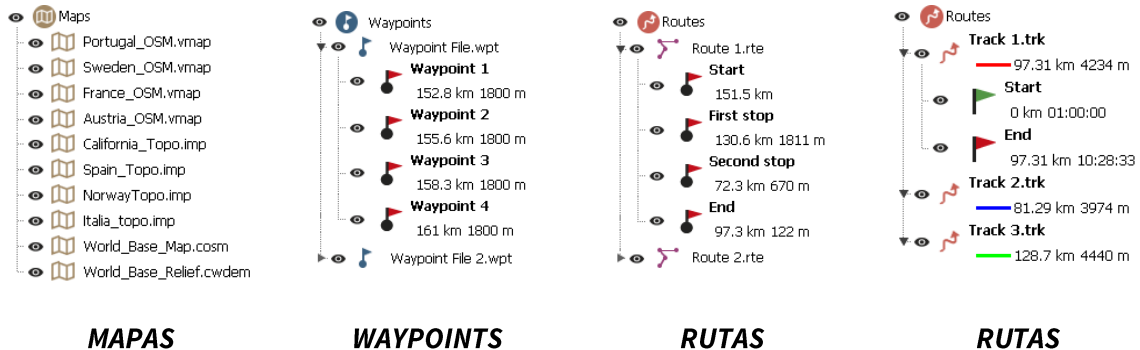 Maps
Portugal_OSM.vmap
Sweden_OSM.vmap
France_OSM.vmap
Austria_OSM.vmap
California_Topo.imp
Spain_Topo.imp
NorwayTopo.imp
Italia_topo.imp
World_Base_Map.cosm
World_Base_Relief.cwdem
MAPAS
Waypoints
Waypoint File.wpt
Waypoint 1
152.8 km 1800 m
Waypoint 2
155.6 km 1800 m
Waypoint 3
158.3 km 1800 m
Waypoint 4
161 km 1800 m
Waypoint File 2.wpt
WAYPOINTS
Routes
Route 1.rte
Start
151.5 km
First stop
130.6 km 1811 m
Second stop
72.3 km 670 m
End
97.3 km 122 m
Route 2.rte
RUTAS
Routes
Track 1.trk
97.31 km 4234 m
Start
0 km 01:00:00
End
97.31 km 10:28:33
Track 2.trk
81.29 km 3974 m
Track 3.trk
128.7 km 4440 m
RUTAS